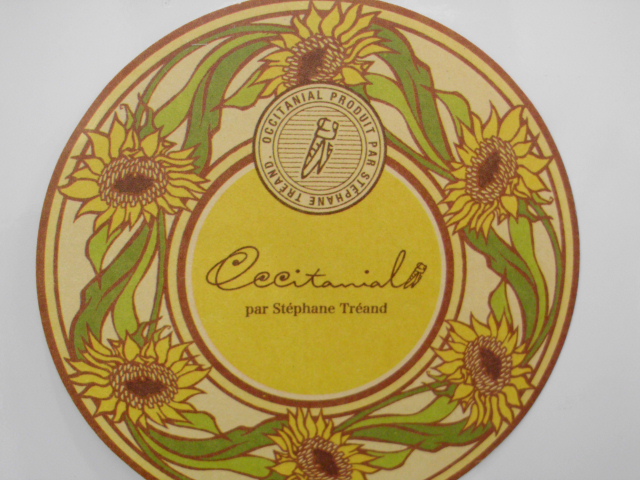 OCCITANIAL PRODUIT PAR STÉPHANE TRÉAND·
Occitanial
par Stéphane Tréand